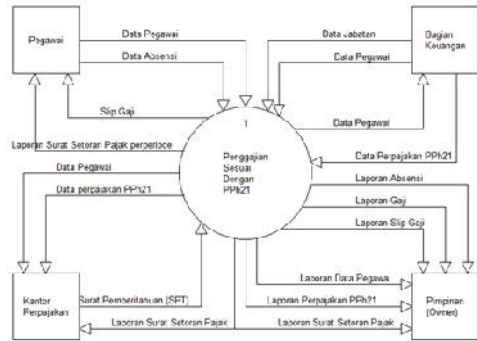 Data Pegawai
Data Jabatan
Pegawai
Bagian
Keuangan
Data Absensi
Data Pegawai
Slip Gaji
1
Data Pegawai
Laporan Surat Setoran Pajak perperiode
Penggajian
Sesuai
Dengan
PPh21
Data Perpajakan PPh21
Data Pegawai
Laporan Absensi
Data perpajakan PPh21
Laporan Gaji
Laporan Slip Gaji
Kantor
Perpajakan
Surat Pemberitahuan (SPT)
Laporan Data Pegawai
Laporan Perpajakan PPh21
Pimpinan
(Owner)
Laporan Surat Setoran Pajak
Laporan Surat Setoran Pajak